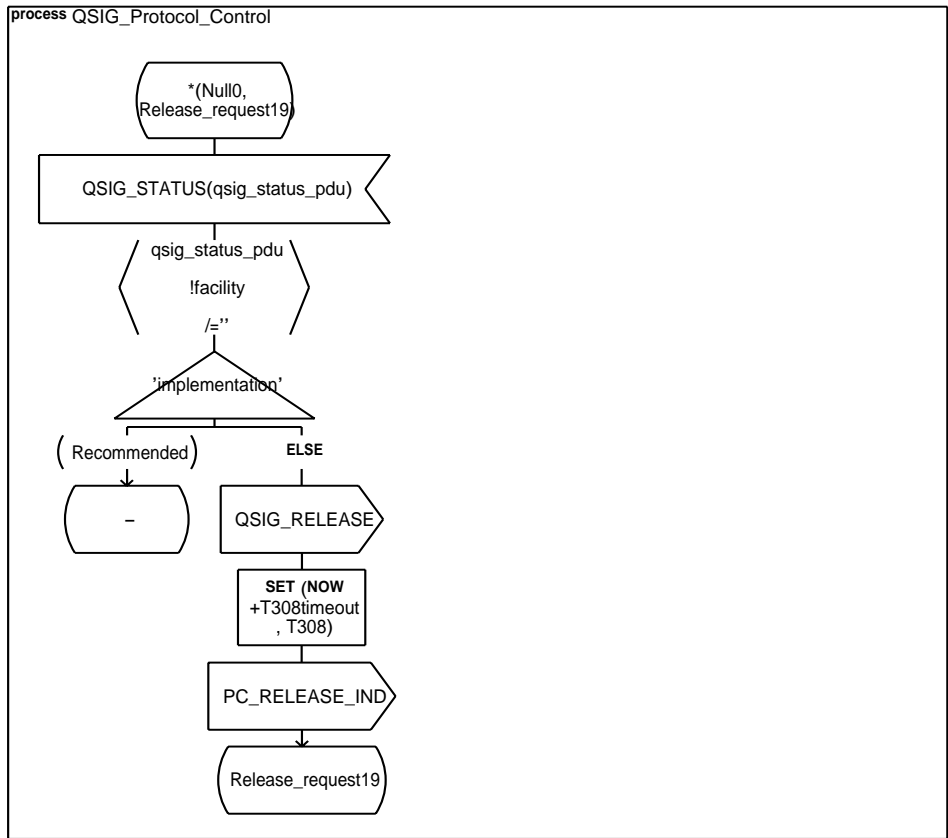 process QSIG_Protocol_Control
*(Null0,
Release_request19)
QSIG_STATUS(qsig_status_pdu)
qsig_status_pdu
!facility
/=''
'implementation'
(Recommended)
ELSE
–
QSIG_RELEASE
SET (NOW
+T308timeout
, T308)
PC_RELEASE_IND
Release_request19